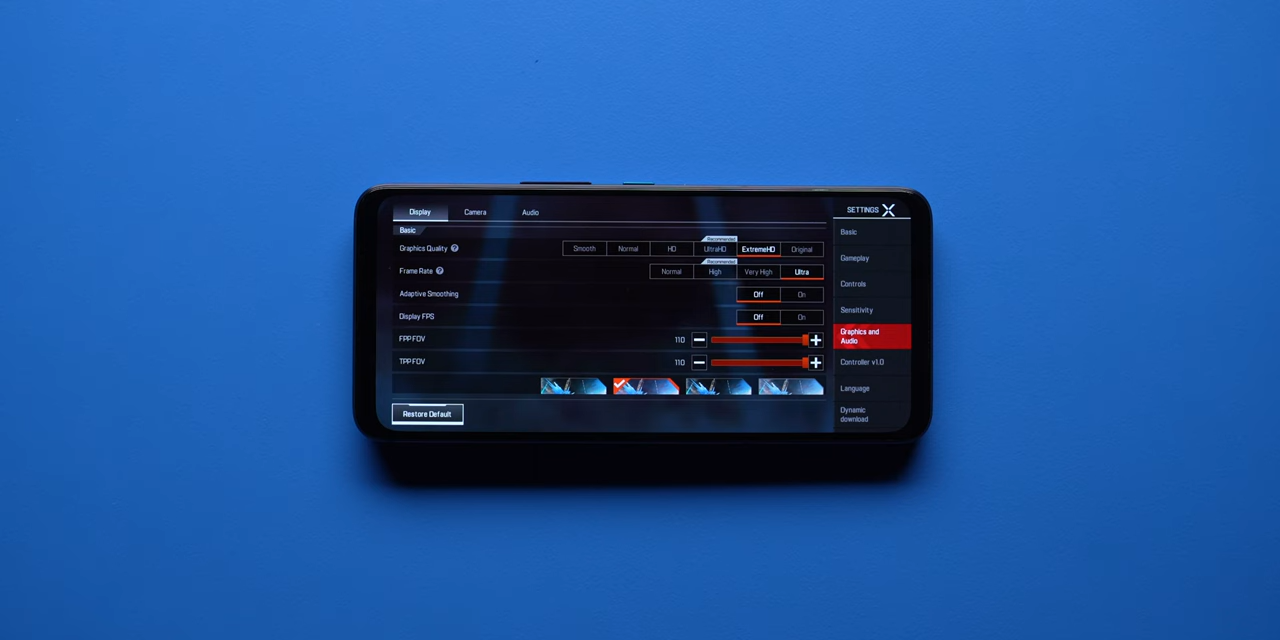 Display Camera Audio
SETTINGS X
Basic
Graphics Quality ? Smooth Normal HD UltraHD ExtremeHD Original
Recommended
Frame Rate ? Normal High Very High Ultra
Recommended
Adaptive Smoothing Off On
Display FPS Off On
FPP FOV 110
TPP FOV 110
Restore Default
Basic
Gameplay
Controls
Sensitivity
Graphics and
Audio
Controller v1.0
Language
Dynamic
download